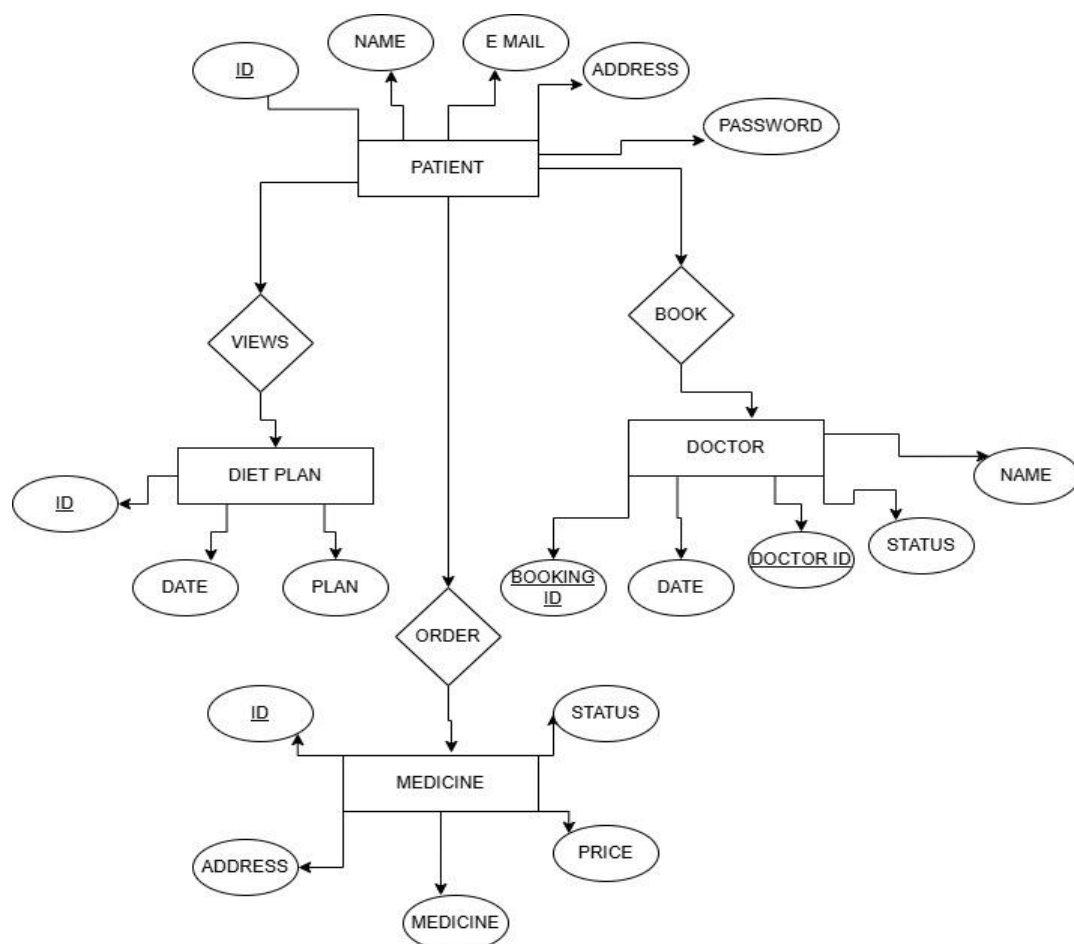 NAME
E MAIL
ID
ADDRESS
PASSWORD
PATIENT
BOOK
VIEWS
DOCTOR
DIET PLAN
NAME
ID
STATUS
DOCTOR ID
BOOKING
ID
DATE
PLAN
DATE
ORDER
ID
STATUS
MEDICINE
PRICE
ADDRESS
MEDICINE